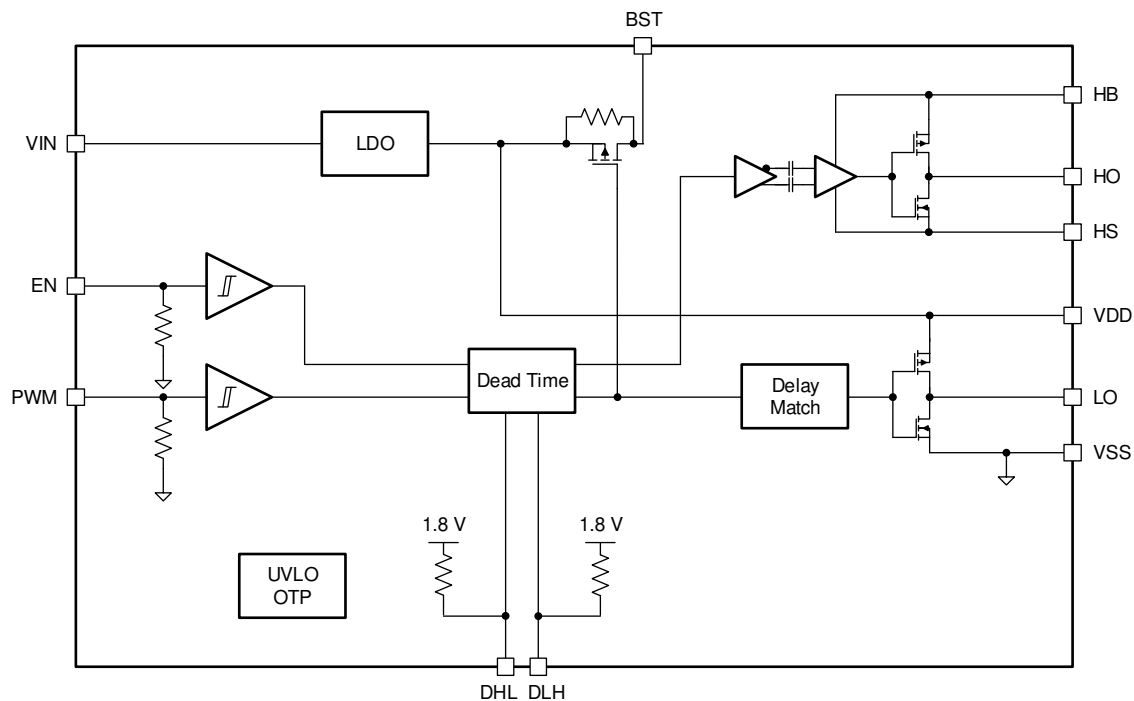 BST
HB
VIN
LDO
HO
HS
EN
VDD
Dead Time
PWM
Delay
Match
LO
VSS
1.8 V
1.8 V
UVLO
OTP
DHL
DLH